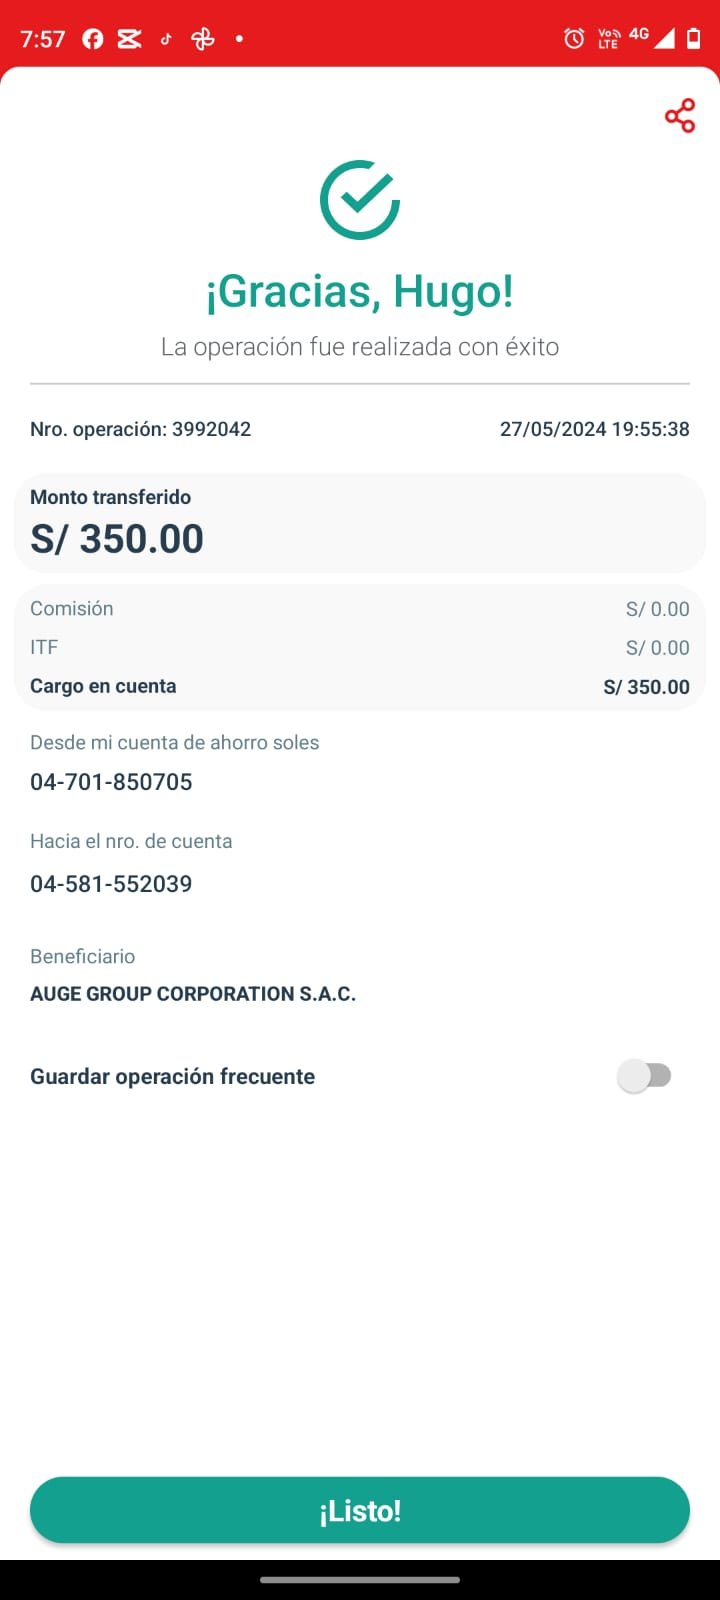 7:57
Vo)) 4G
LTE
¡Gracias, Hugo!
La operación fue realizada con éxito
Nro. operación: 3992042 27/05/2024 19:55:38
Monto transferido
S/ 350.00
Comisión S/ 0.00
ITF S/ 0.00
Cargo en cuenta S/ 350.00
Desde mi cuenta de ahorro soles
04-701-850705
Hacia el nro. de cuenta
04-581-552039
Beneficiario
AUGE GROUP CORPORATION S.A.C.
Guardar operación frecuente
¡Listo!